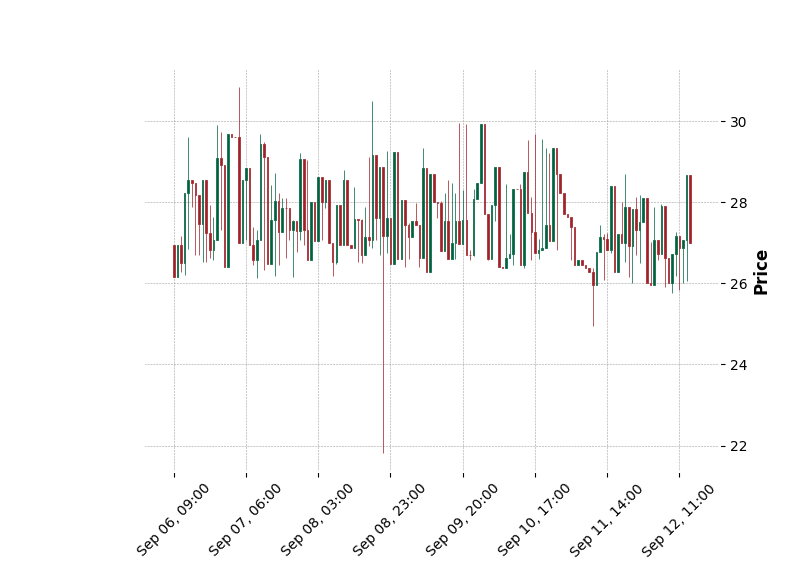 30
28
26
24
22
Price
Sep 06, 09:00
Sep 07, 06:00
Sep 08, 03:00
Sep 08, 23:00
Sep 09, 20:00
Sep 10, 17:00
Sep 11, 14:00
Sep 12, 11:00